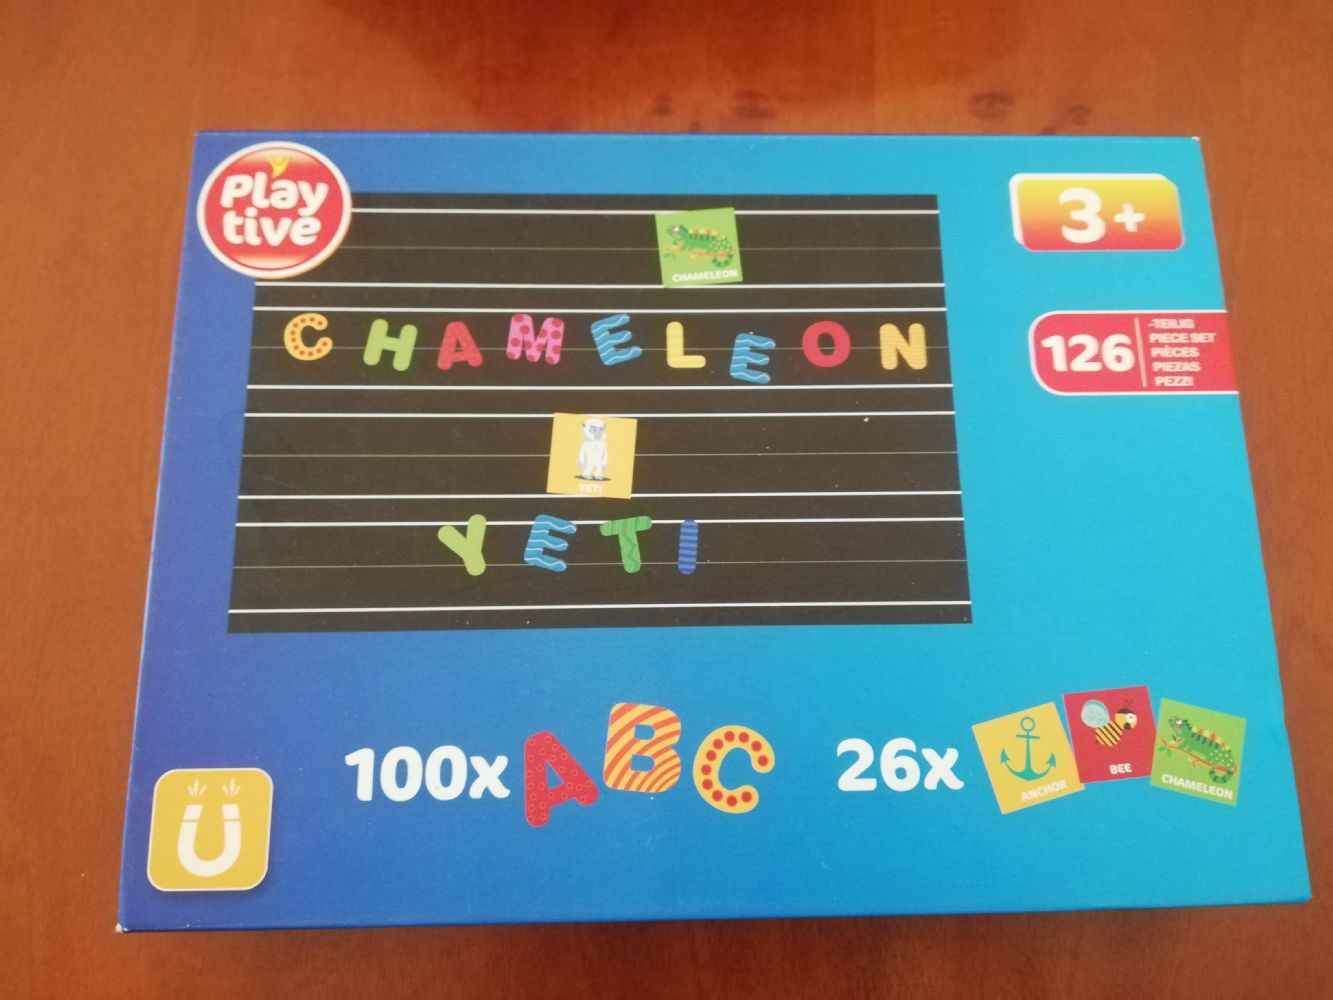 Play
tive
3+
CHAMELEON
CHAMELEON
126
-TEILIG
PIECE SET
PIÈCES
PIEZAS
PEZZI
YETI
YETI
100x ABC
26x
ANCHOR
BEE
CHAMELEON